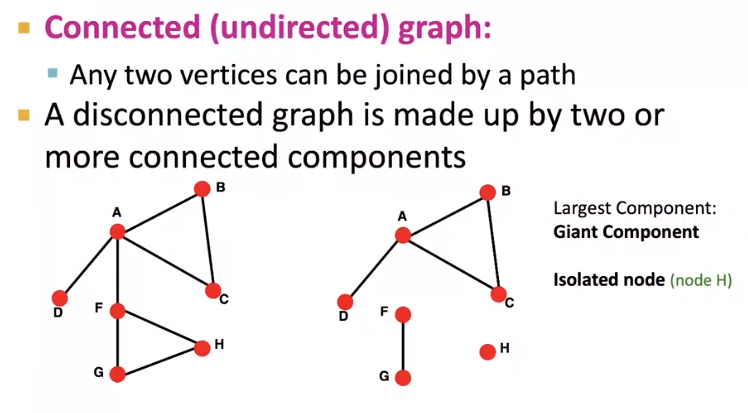 Connected (undirected) graph:
Any two vertices can be joined by a path
A disconnected graph is made up by two or
more connected components
B
A
D
F
C
G
H
B
A
D
F
C
G
H
Largest Component:
Giant Component
Isolated node (node H)